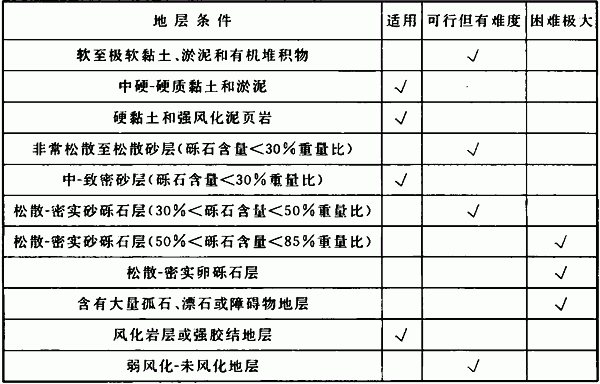 地层条件 适用 可行但有难度 困难极大
软至极软黏土、淤泥和有机堆积物 √
中硬-硬质黏土和淤泥 √
硬黏土和强风化泥页岩 √
非常松散至松散砂层(砾石含量<30%重量比) √
中-致密砂层(砾石含量<30%重量比) √
松散-密实砂砾石层(30%<砾石含量<50%重量比) √
松散-密实砂砾石层(50%<砾石含量<85%重量比) √
松散-密实卵砾石层 √
含有大量孤石、漂石或障碍物地层 √
风化岩层或强胶结地层 √
弱风化-未风化地层 √